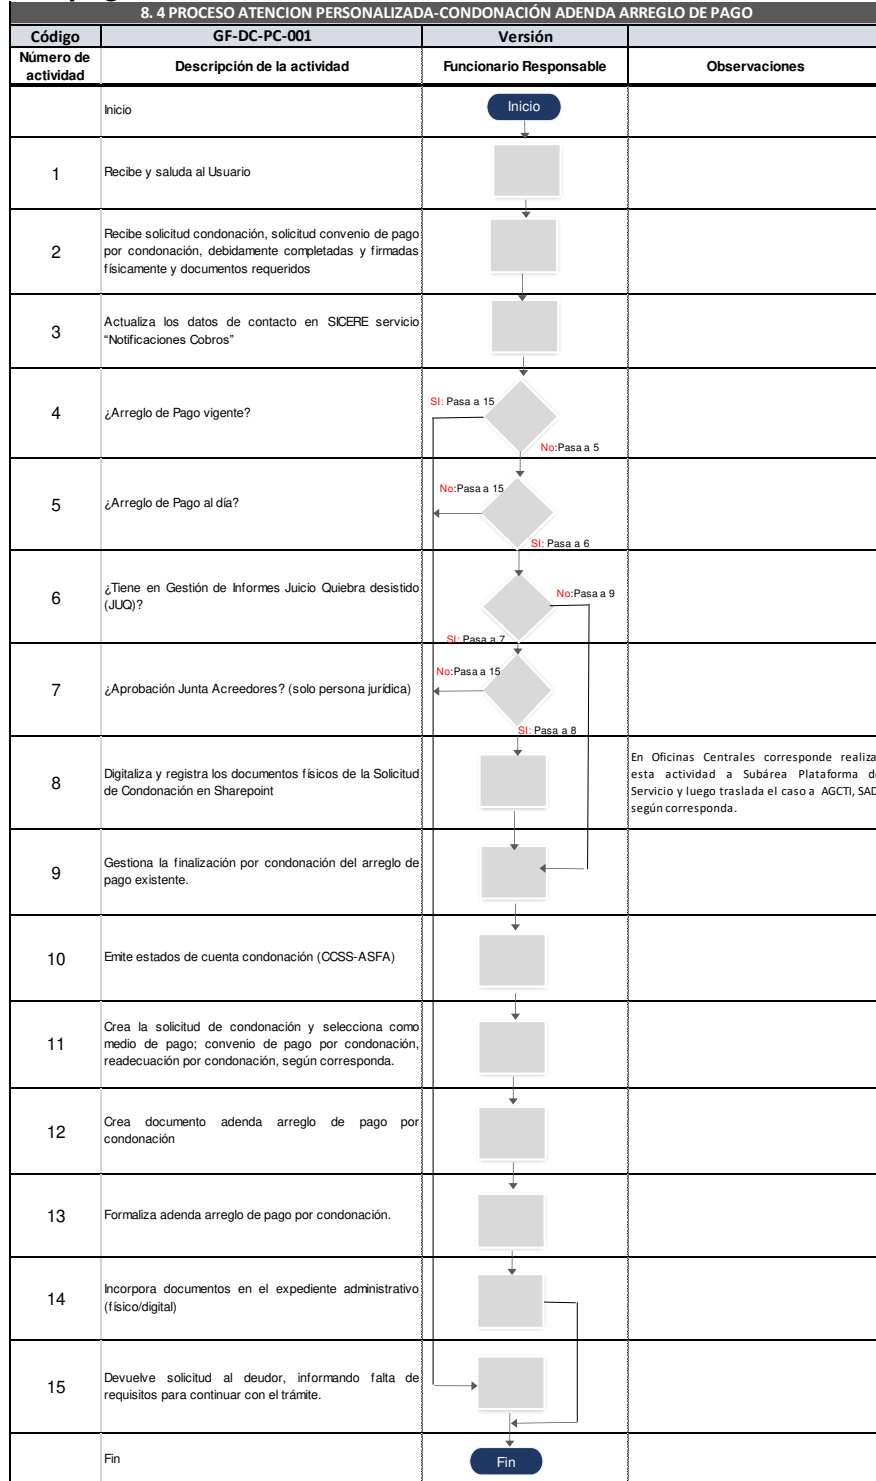 8. 4 PROCESO ATENCION PERSONALIZADA-CONDONACIÓN ADENDA ARREGLO DE PAGO
Código
GF-DC-PC-001
Versión
Número de
actividad
Descripción de la actividad
Funcionario Responsable
Observaciones
Inicio
Inicio
1
Recibe y saluda al Usuario
2
Recibe solicitud condonación, solicitud convenio de pago
por condonación, debidamente completadas y firmadas
físicamente y documentos requeridos
3
Actualiza los datos de contacto en SICERE servicio
“Notificaciones Cobros”
4
¿Arreglo de Pago vigente?
SI: Pasa a 15
No:Pasa a 5
5
¿Arreglo de Pago al día?
No:Pasa a 15
SI: Pasa a 6
6
¿Tiene en Gestión de Informes Juicio Quiebra desistido
(JUQ)?
No:Pasa a 9
SI: Pasa a 7
7
¿Aprobación Junta Acreedores? (solo persona jurídica)
No:Pasa a 15
SI: Pasa a 8
8
Digitaliza y registra los documentos físicos de la Solicitud
de Condonación en Sharepoint
En Oficinas Centrales corresponde realiza
esta actividad a Subárea Plataforma d
Servicio y luego traslada el caso a AGCTI, SAD
según corresponda.
9
Gestiona la finalización por condonación del arreglo de
pago existente.
10
Emite estados de cuenta condonación (CCSS-ASFA)
11
Crea la solicitud de condonación y selecciona como
medio de pago; convenio de pago por condonación,
readecuación por condonación, según corresponda.
12
Crea documento adenda arreglo de pago por
condonación
13
Formaliza adenda arreglo de pago por condonación.
14
Incorpora documentos en el expediente administrativo
(físico/digital)
15
Devuelve solicitud al deudor, informando falta de
requisitos para continuar con el trámite.
Fin
Fin